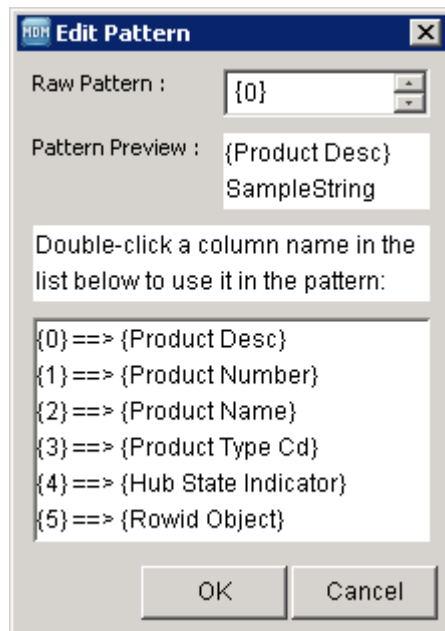 MDM Edit Pattern
Raw Pattern : {0}
Pattern Preview : {Product Desc}
SampleString
Double-click a column name in the
list below to use it in the pattern:
{0} ==> {Product Desc}
{1} ==> {Product Number}
{2} ==> {Product Name}
{3} ==> {Product Type Cd}
{4} ==> {Hub State Indicator}
{5} ==> {Rowid Object}
OK Cancel